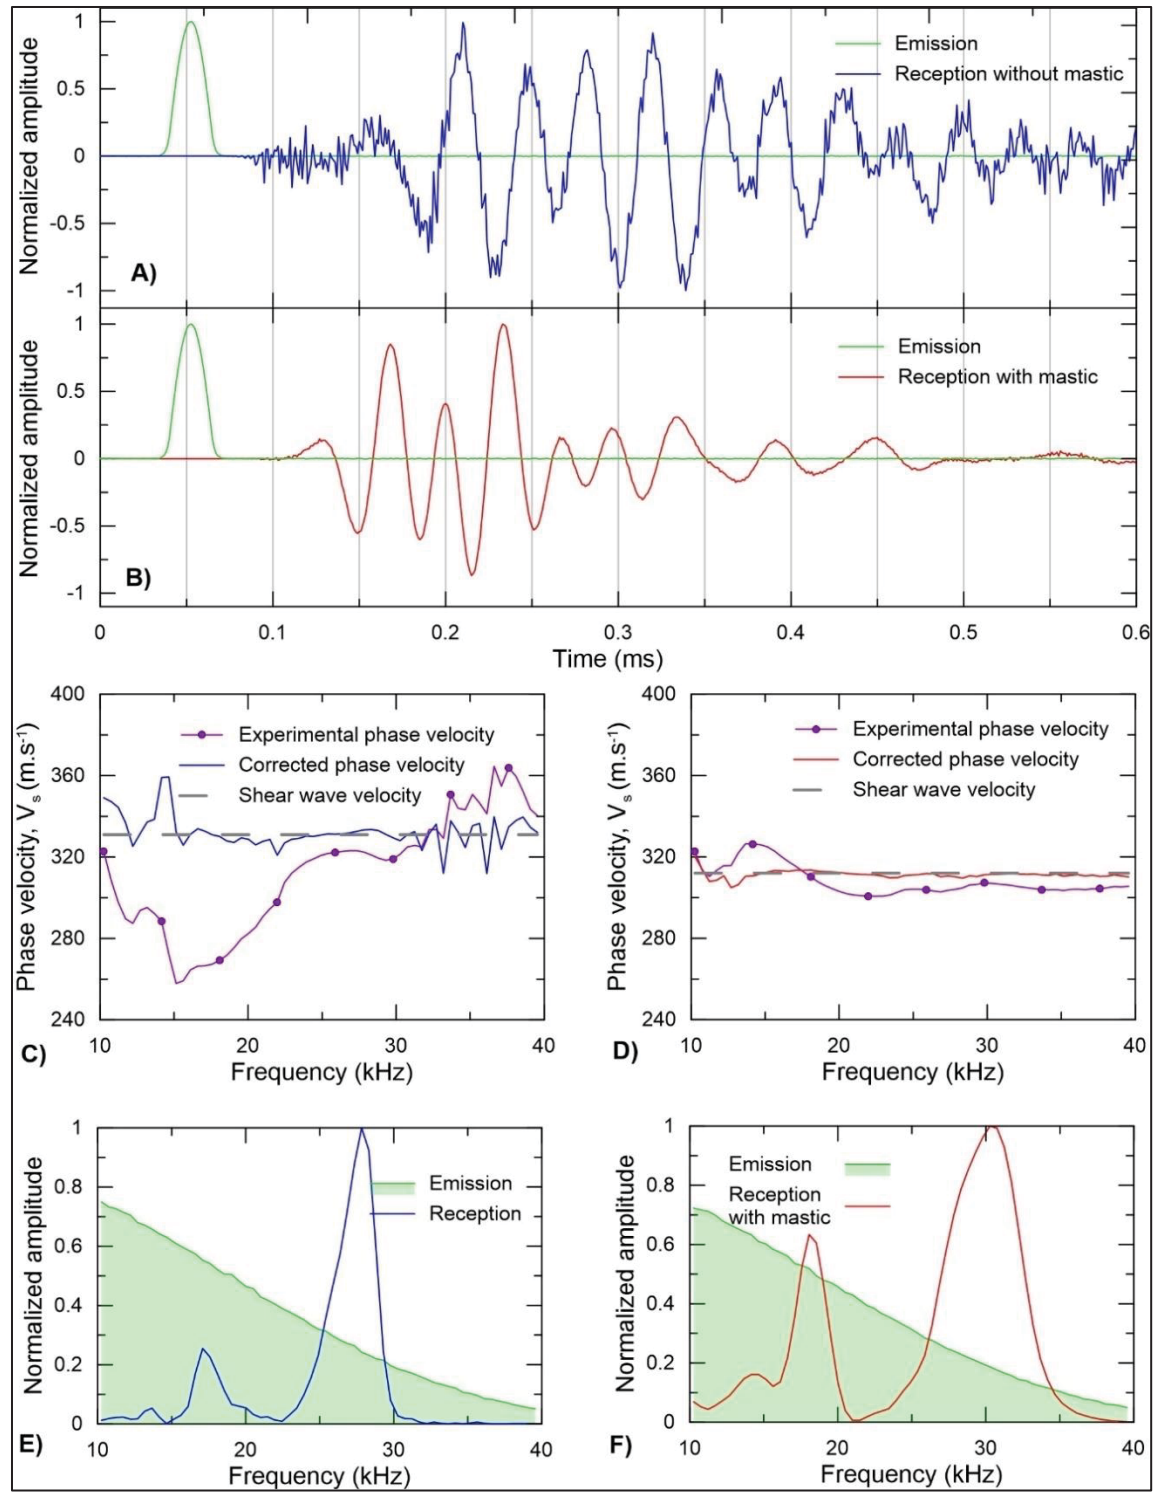 Normalized amplitude
1
0.5
0
-0.5
-1
Emission
Reception without mastic
A)
Normalized amplitude
1
0.5
0
-0.5
-1
Emission
Reception with mastic
B)
0 0.1 0.2 0.3 0.4 0.5 0.6
Time (ms)
Phase velocity, Vs (m.s-1)
400
360
320
280
240
Experimental phase velocity
Corrected phase velocity
Shear wave velocity
10 20 30 40
C)
Frequency (kHz)
Phase velocity, Vs (m.s-1)
400
360
320
280
240
Experimental phase velocity
Corrected phase velocity
Shear wave velocity
10 20 30 40
D)
Frequency (kHz)
Normalized amplitude
1
0.8
0.6
0.4
0.2
0
Emission
Reception
E)
10 20 30 40
Frequency (kHz)
Normalized amplitude
1
0.8
0.6
0.4
0.2
0
Emission
Reception
with mastic
F)
10 20 30 40
Frequency (kHz)